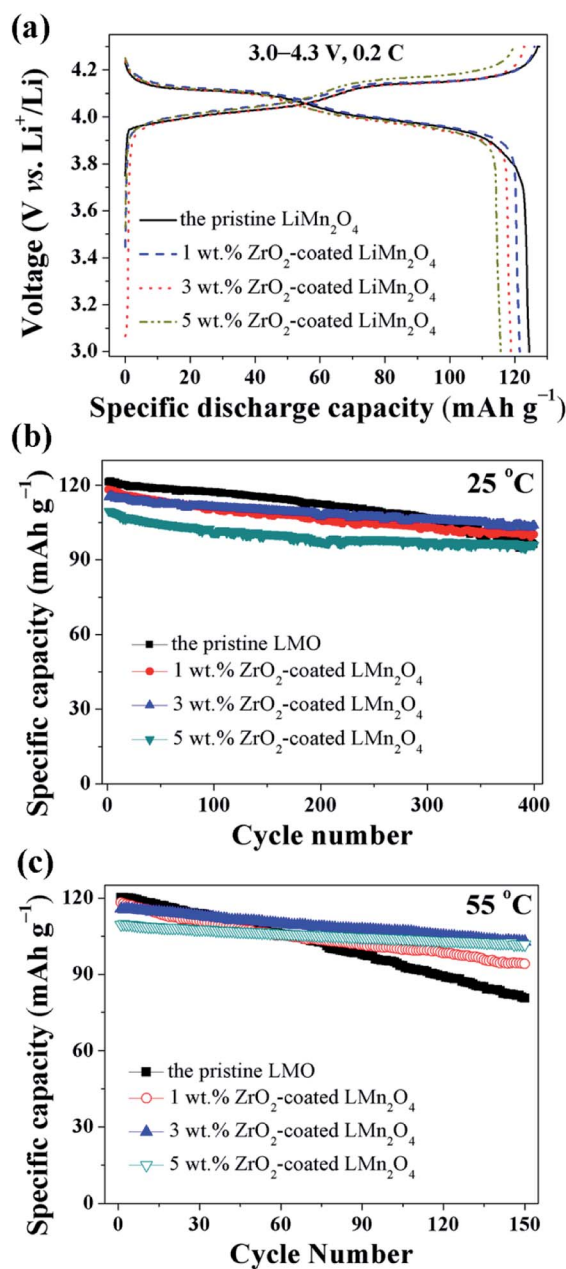 (a)
3.0–4.3 V, 0.2 C
4.2
4.0
3.8
3.6
3.4
3.2
3.0
Voltage (V vs. Li⁺/Li)
the pristine LiMn₂O₄
1 wt.% ZrO₂-coated LiMn₂O₄
3 wt.% ZrO₂-coated LiMn₂O₄
5 wt.% ZrO₂-coated LiMn₂O₄
0 20 40 60 80 100 120
Specific discharge capacity (mAh g⁻¹)
(b)
25 °C
120
90
60
30
0
Specific capacity (mAh g⁻¹)
the pristine LMO
1 wt.% ZrO₂-coated LMn₂O₄
3 wt.% ZrO₂-coated LMn₂O₄
5 wt.% ZrO₂-coated LMn₂O₄
0 100 200 300 400
Cycle number
(c)
55 °C
120
90
60
30
0
Specific capacity (mAh g⁻¹)
the pristine LMO
1 wt.% ZrO₂-coated LMn₂O₄
3 wt.% ZrO₂-coated LMn₂O₄
5 wt.% ZrO₂-coated LMn₂O₄
0 30 60 90 120 150
Cycle Number